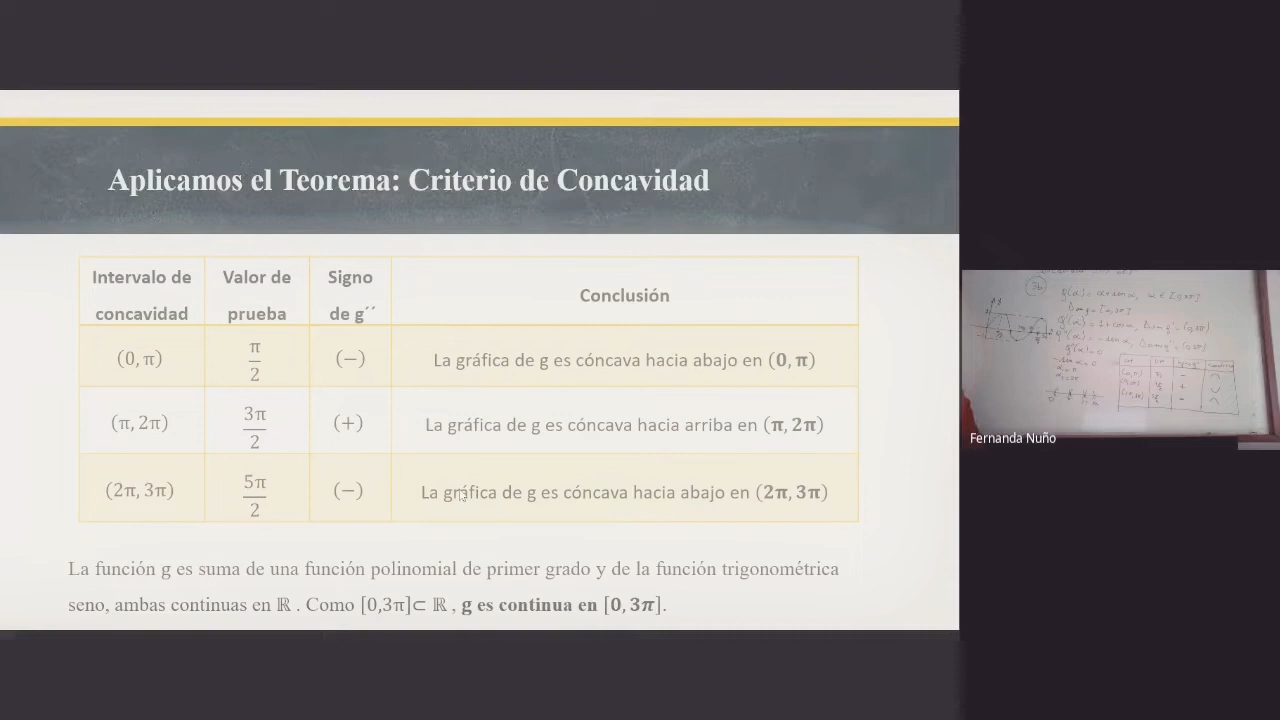 Aplicamos el Teorema: Criterio de Concavidad
Intervalo de concavidad
Valor de prueba
Signo de g´´
Conclusión
(0, π)
π/2
(−)
La gráfica de g es cóncava hacia abajo en (0, π)
(π, 2π)
3π/2
(+)
La gráfica de g es cóncava hacia arriba en (π, 2π)
(2π, 3π)
5π/2
(−)
La gráfica de g es cóncava hacia abajo en (2π, 3π)
La función g es suma de una función polinomial de primer grado y de la función trigonométrica
seno, ambas continuas en ℝ . Como [0,3π]⊂ ℝ , g es continua en [0, 3π].
Fernanda Nuño